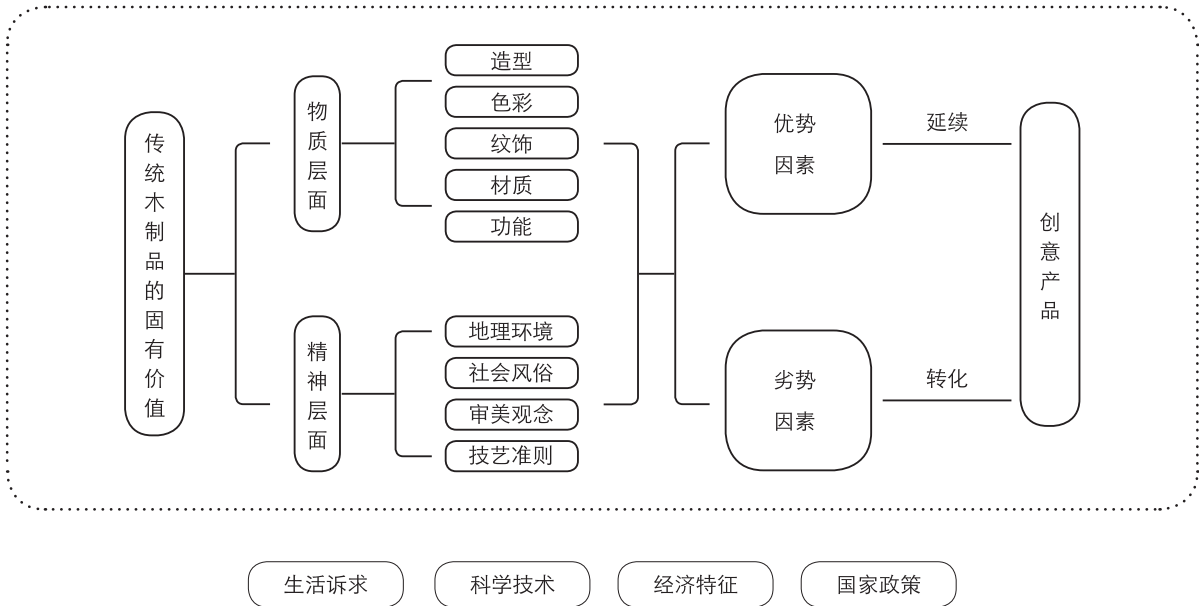 传统木制品的固有价值
物质层面
造型
色彩
纹饰
材质
功能
精神层面
地理环境
社会风俗
审美观念
技艺准则
优势
因素
延续
劣势
因素
转化
创意产品
生活诉求
科学技术
经济特征
国家政策